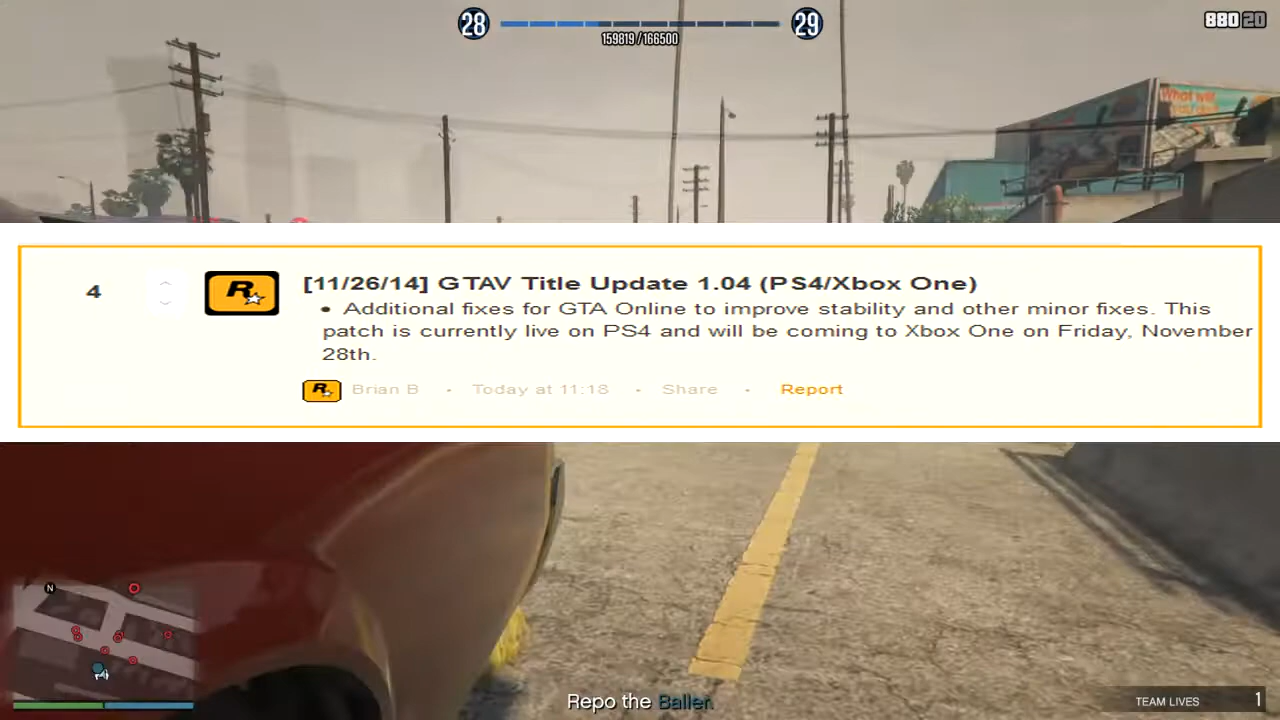 28
29
159819/166500
880 20
What will
4
[11/26/14] GTAV Title Update 1.04 (PS4/Xbox One)
• Additional fixes for GTA Online to improve stability and other minor fixes. This
patch is currently live on PS4 and will be coming to Xbox One on Friday, November
28th.
R
R
Brian B • Today at 11:18 • Share • Report
N
Repo the Baller.
TEAM LIVES 1